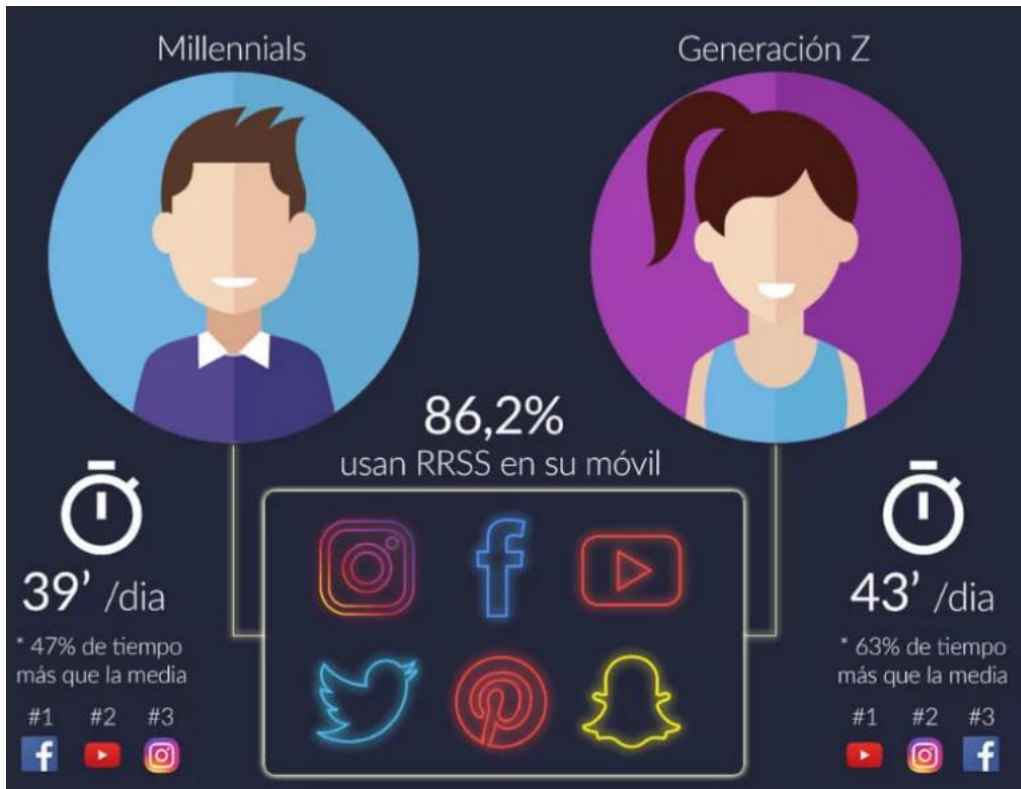 Millennials
Generación Z
86,2%
usan RRSS en su móvil
39’ /dia
* 47% de tiempo
más que la media
#1 #2 #3
43’ /dia
* 63% de tiempo
más que la media
#1 #2 #3